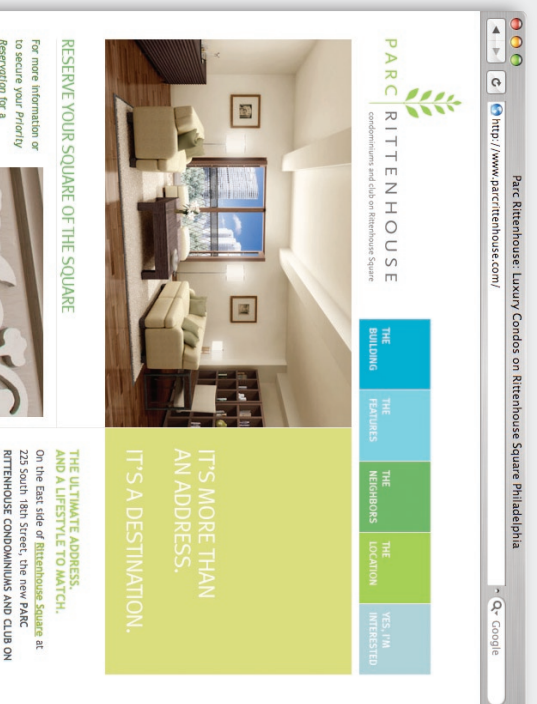 Parc Rittenhouse: Luxury Condos on Rittenhouse Square Philadelphia
http://www.parcrittenhouse.com/
Google
PARC RITTENHOUSE
condominiums and club on Rittenhouse Square
THE
BUILDING
THE
FEATURES
THE
NEIGHBORS
THE
LOCATION
YES, I'M
INTERESTED
IT'S MORE THAN
AN ADDRESS.
IT'S A DESTINATION.
RESERVE YOUR SQUARE OF THE SQUARE
For more information or
to secure your Priority
Reservation for a
THE ULTIMATE ADDRESS.
AND A LIFESTYLE TO MATCH.
On the East side of Rittenhouse Square at
225 South 18th Street, the new PARC
RITTENHOUSE CONDOMINIUMS AND CLUB ON